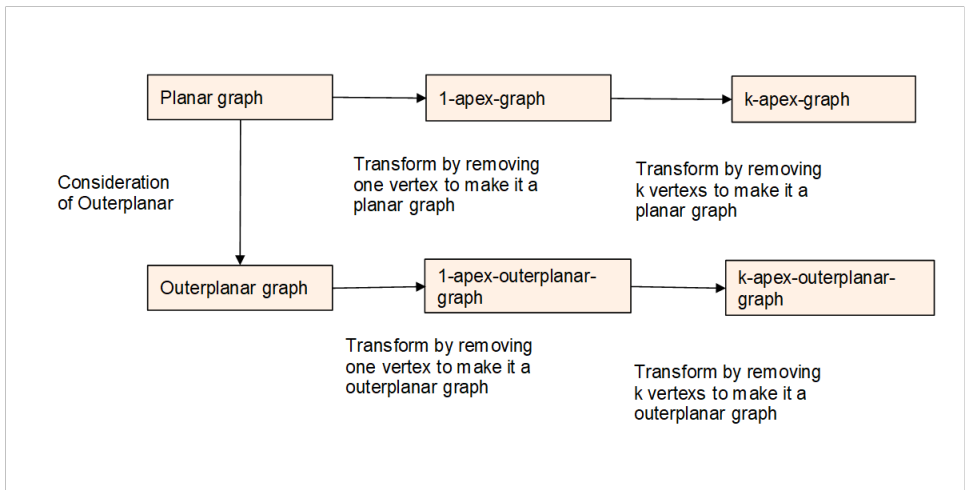 Planar graph
1-apex-graph
k-apex-graph
Consideration
of Outerplanar
Transform by removing
one vertex to make it a
planar graph
Transform by removing
k vertexs to make it a
planar graph
Outerplanar graph
1-apex-outerplanar-
graph
k-apex-outerplanar-
graph
Transform by removing
one vertex to make it a
outerplanar graph
Transform by removing
k vertexs to make it a
outerplanar graph